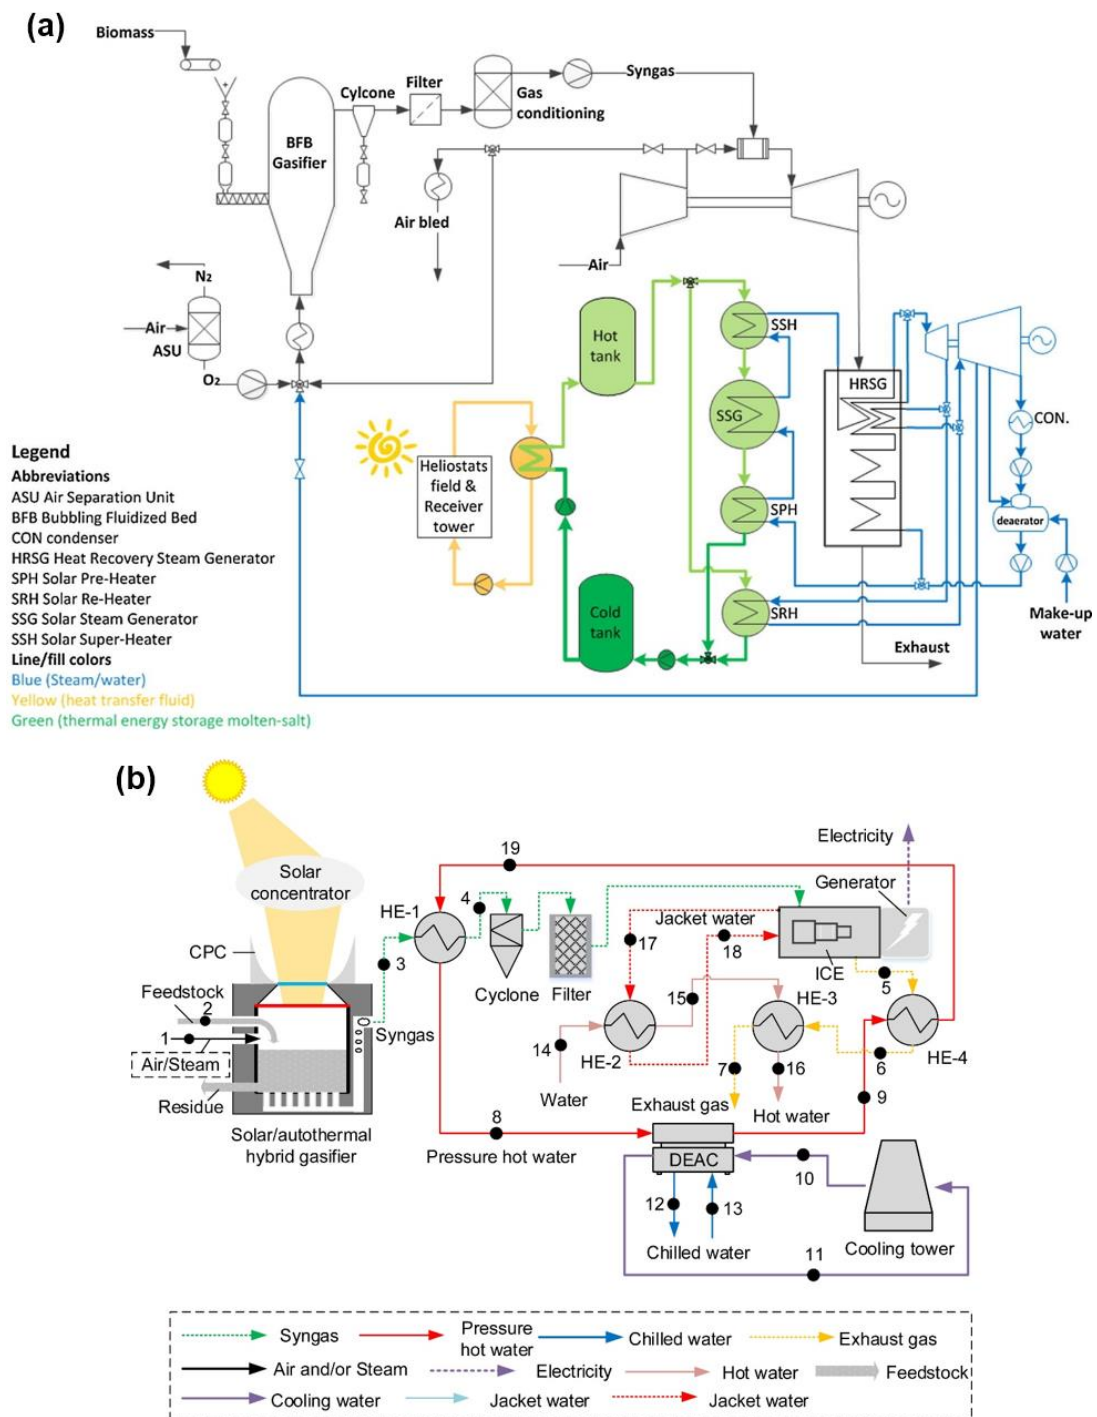 (a)
Biomass
Cylcone
Filter
Gas
conditioning
Syngas
BFB
Gasifier
Air bled
Air
N₂
Air
ASU
O₂
Hot
tank
SSH
SSG
SPH
SRH
HRSG
CON.
deaerator
Make-up
water
Exhaust
Heliostats
field &
Receiver
tower
Cold
tank
Legend
Abbreviations
ASU Air Separation Unit
BFB Bubbling Fluidized Bed
CON condenser
HRSG Heat Recovery Steam Generator
SPH Solar Pre-Heater
SRH Solar Re-Heater
SSG Solar Steam Generator
SSH Solar Super-Heater
Line/fill colors
Blue (Steam/water)
Yellow (heat transfer fluid)
Green (thermal energy storage molten-salt)
(b)
Solar
concentrator
CPC
Feedstock
2
1
Air/Steam
Residue
Syngas
Solar/autothermal
hybrid gasifier
3
HE-1
4
19
Cyclone
Filter
Jacket water
17
18
Electricity
Generator
ICE
5
HE-2
15
14
Water
HE-3
HE-4
6
7
16
9
Exhaust gas
Hot water
8
Pressure hot water
DEAC
10
12
13
Chilled water
Cooling tower
11
Syngas
Pressure
hot water
Chilled water
Exhaust gas
Air and/or Steam
Electricity
Hot water
Feedstock
Cooling water
Jacket water
Jacket water